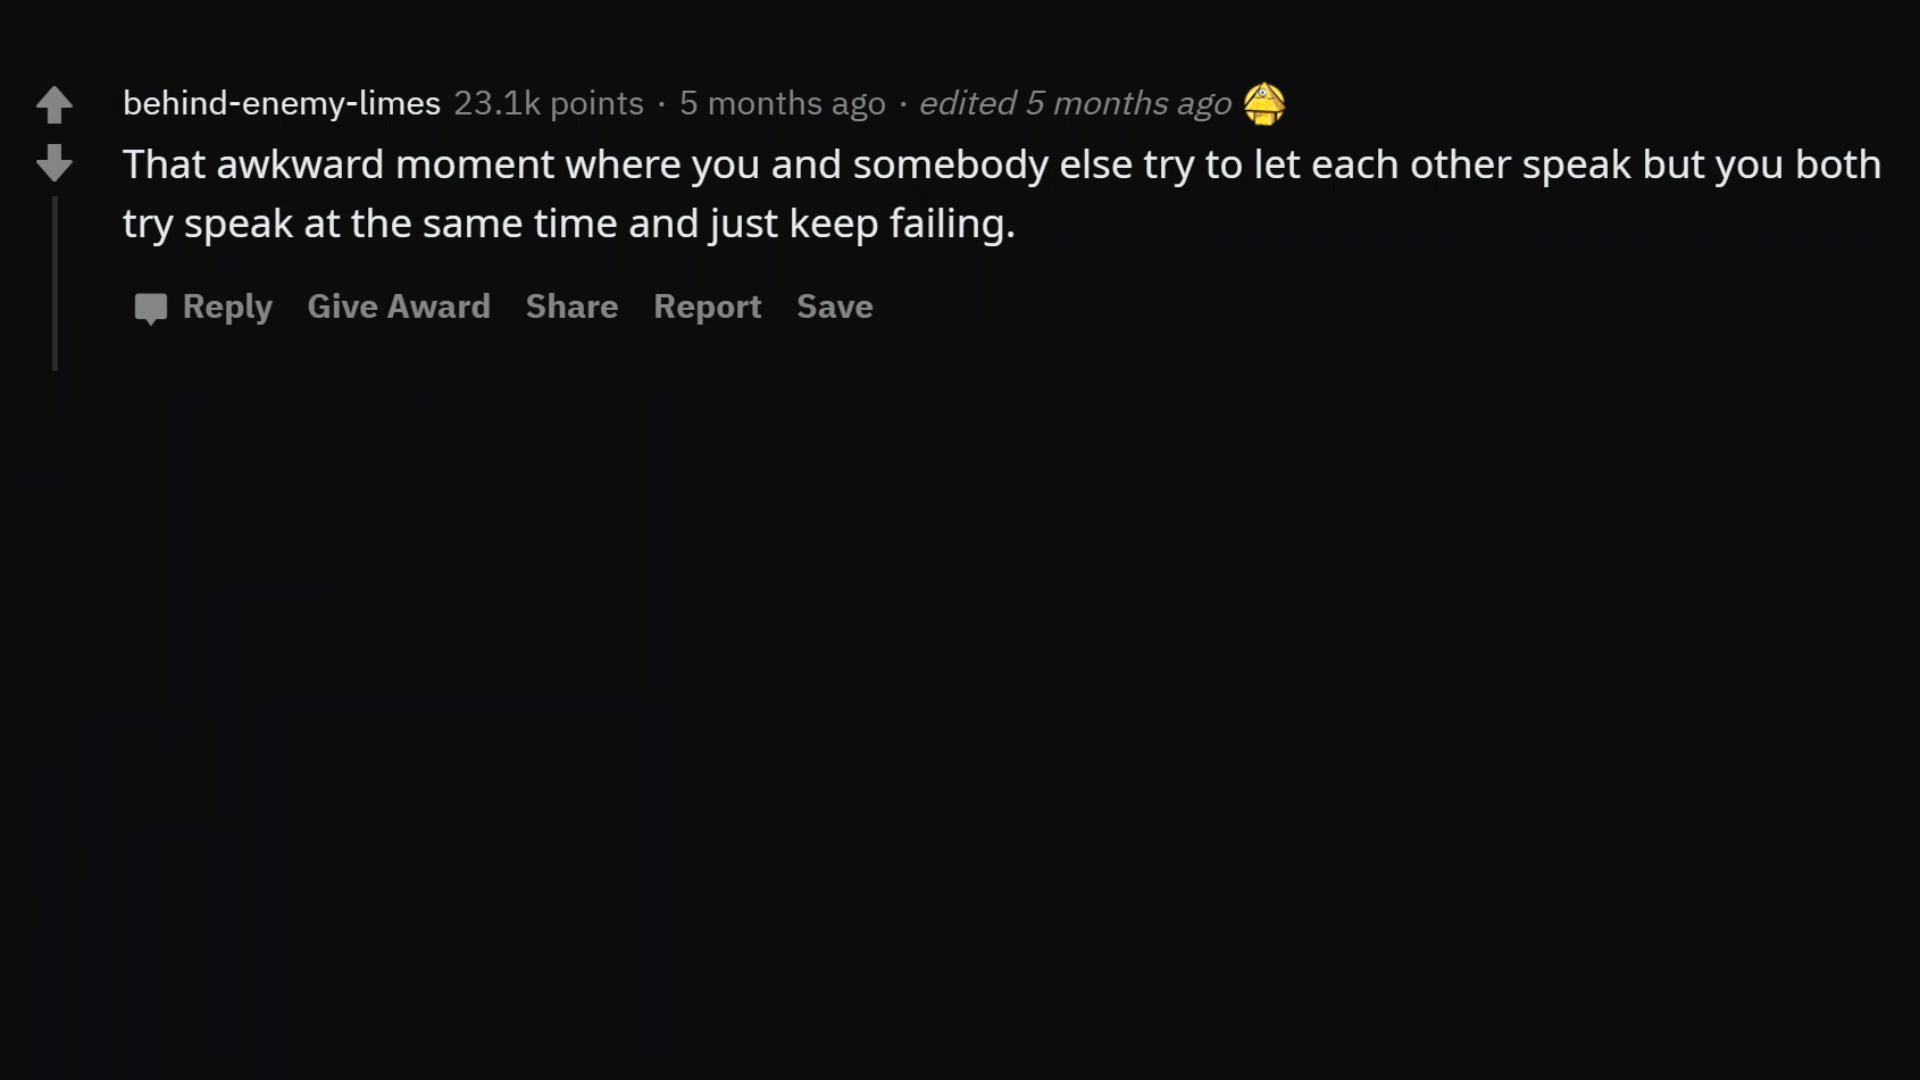 behind-enemy-limes 23.1k points · 5 months ago · edited 5 months ago
That awkward moment where you and somebody else try to let each other speak but you both
try speak at the same time and just keep failing.
Reply Give Award Share Report Save